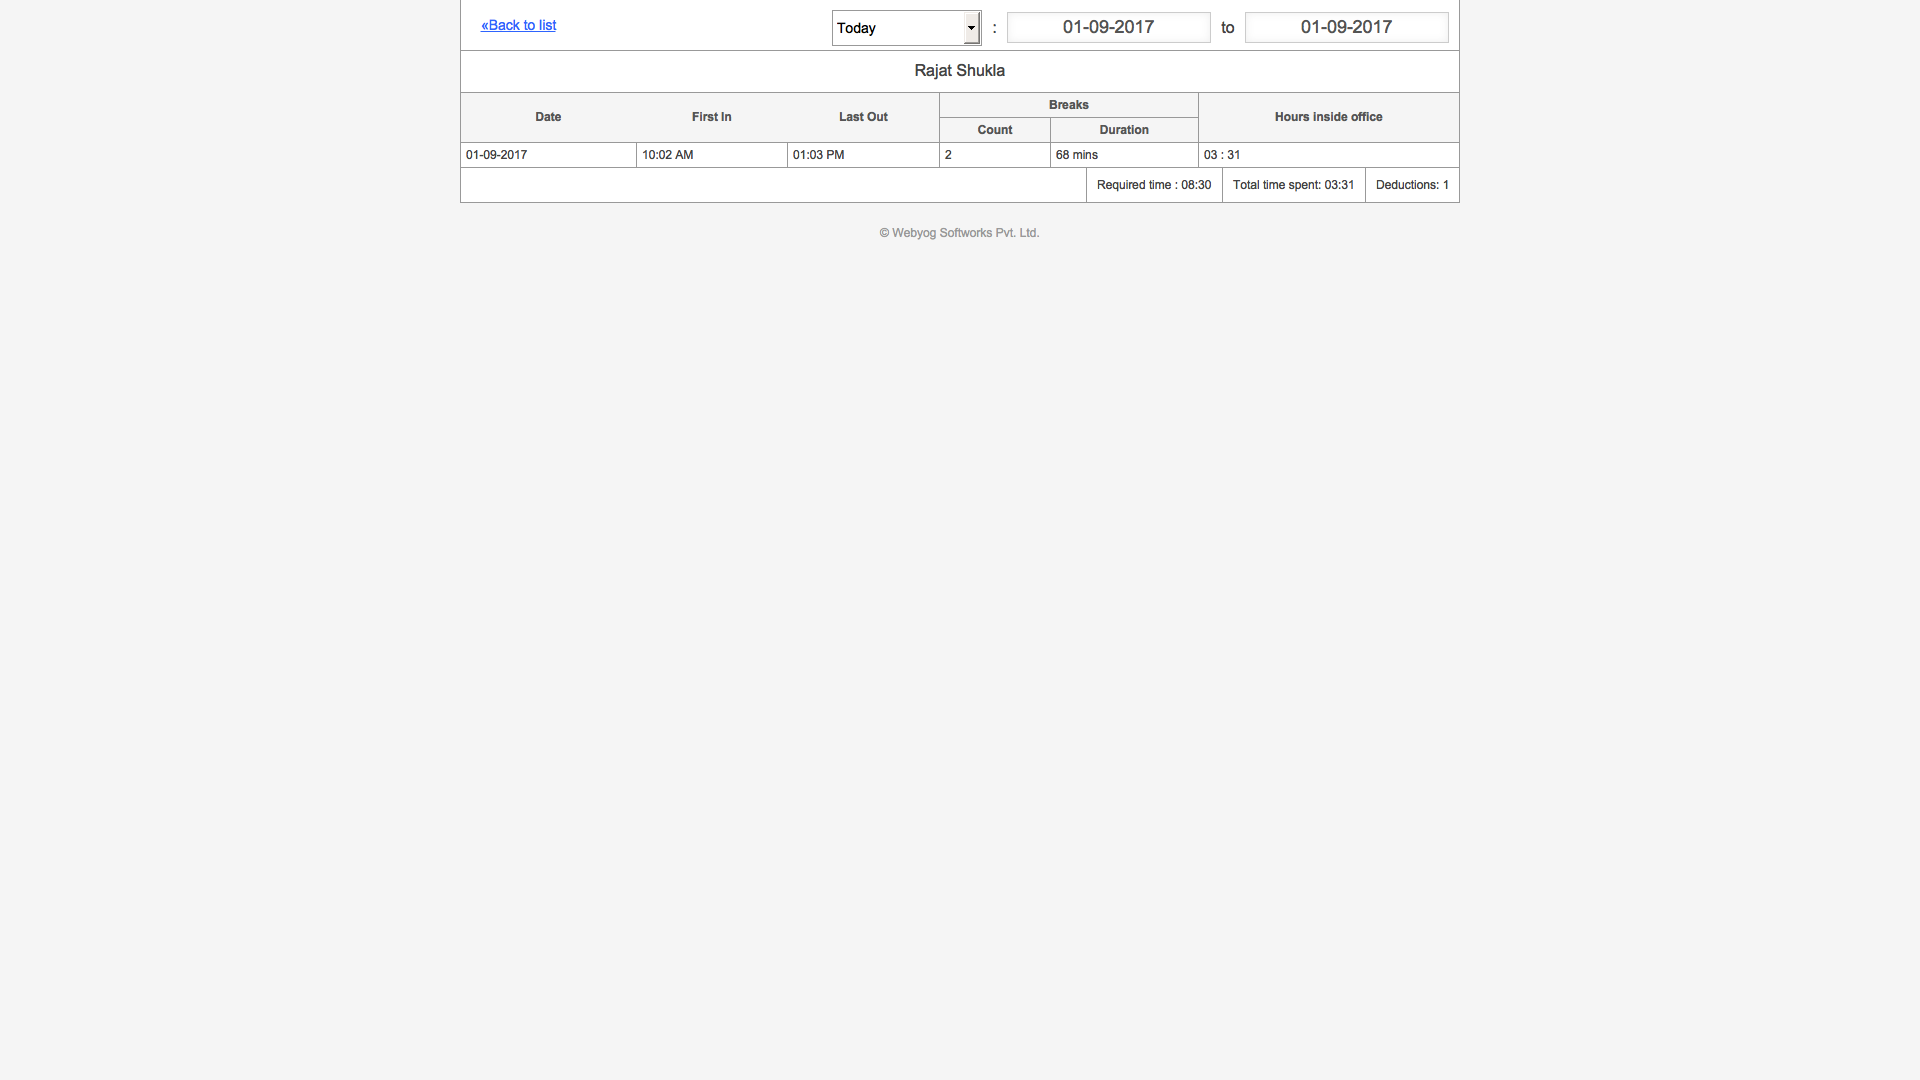 «Back to list
Today : 01-09-2017 to 01-09-2017
Rajat Shukla
Date First In Last Out Breaks Hours inside office
Count Duration
01-09-2017 10:02 AM 01:03 PM 2 68 mins 03 : 31
Required time : 08:30 Total time spent: 03:31 Deductions: 1
© Webyog Softworks Pvt. Ltd.